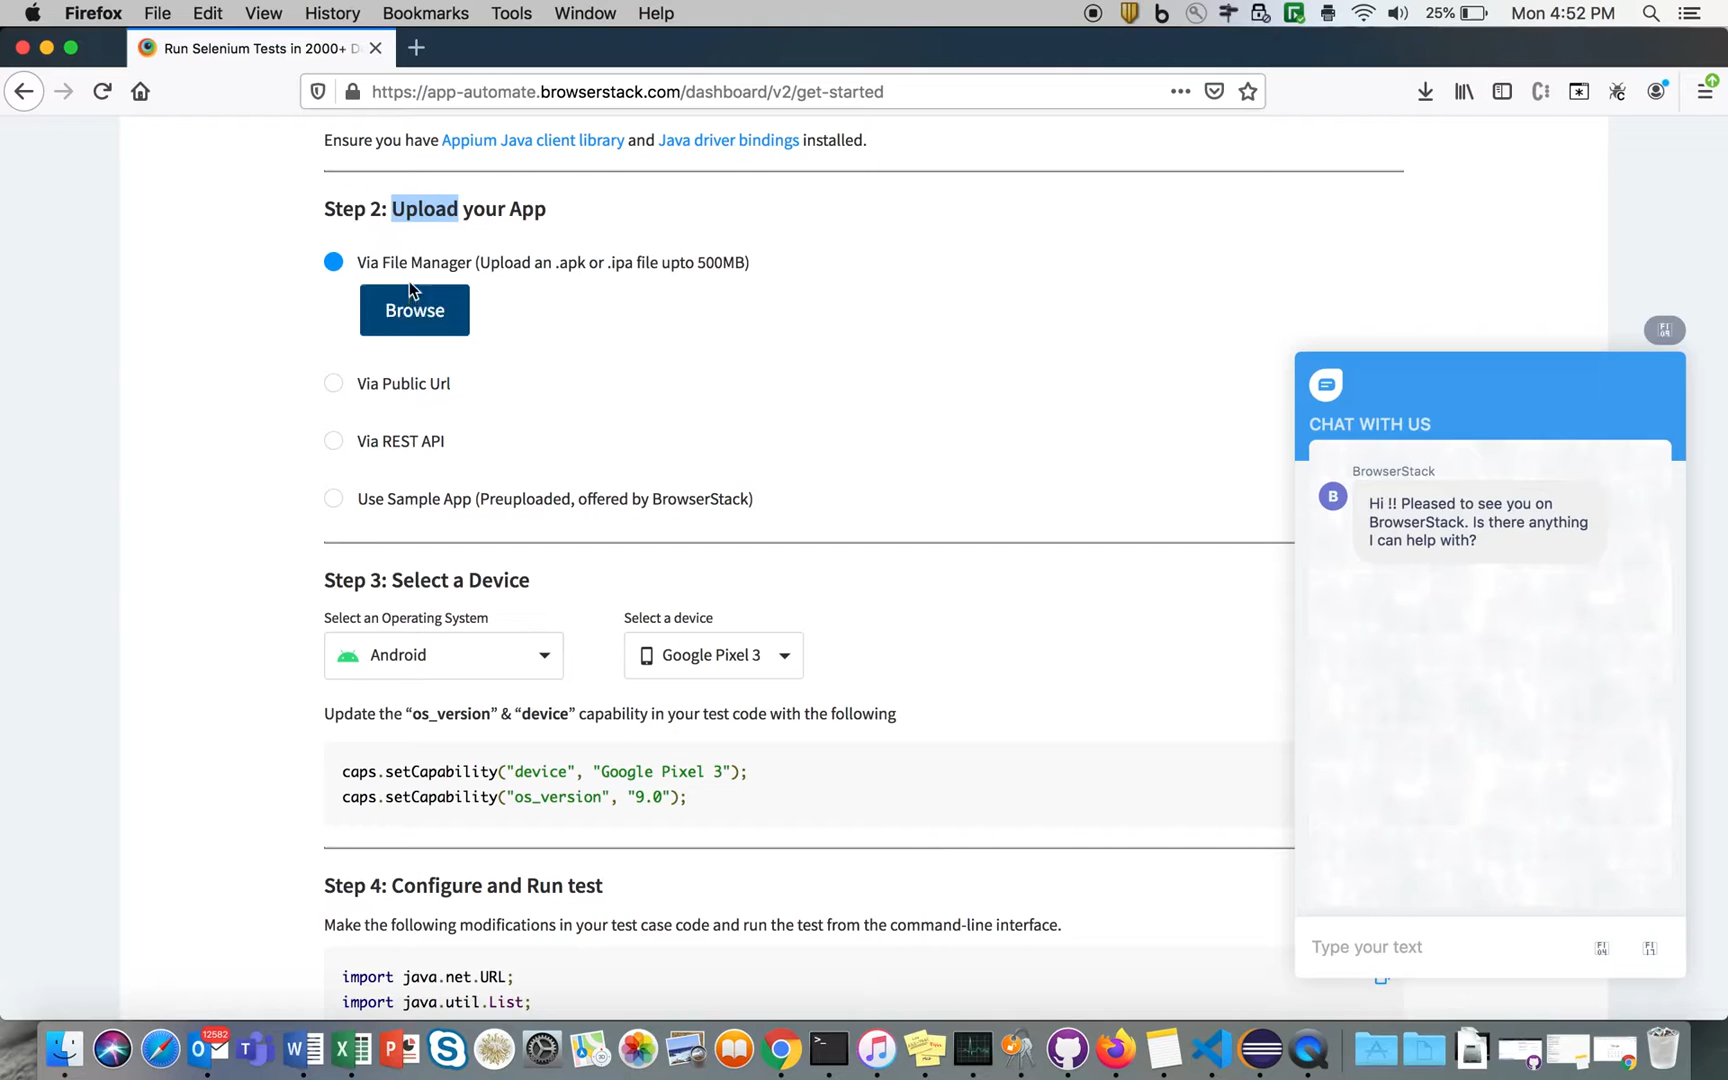 Firefox File Edit View History Bookmarks Tools Window Help 25% Mon 4:52 PM
Run Selenium Tests in 2000+ D
https://app-automate.browserstack.com/dashboard/v2/get-started
Ensure you have Appium Java client library and Java driver bindings installed.
Step 2: Upload your App
Via File Manager (Upload an .apk or .ipa file upto 500MB)
Browse
Via Public Url
Via REST API
Use Sample App (Preuploaded, offered by BrowserStack)
Step 3: Select a Device
Select an Operating System Select a device
Android Google Pixel 3
Update the “os_version” & “device” capability in your test code with the following
caps.setCapability("device", "Google Pixel 3");
caps.setCapability("os_version", "9.0");
Step 4: Configure and Run test
Make the following modifications in your test case code and run the test from the command-line interface.
import java.net.URL;
import java.util.List;
CHAT WITH US
BrowserStack
B
Hi !! Pleased to see you on
BrowserStack. Is there anything
I can help with?
Type your text
12582